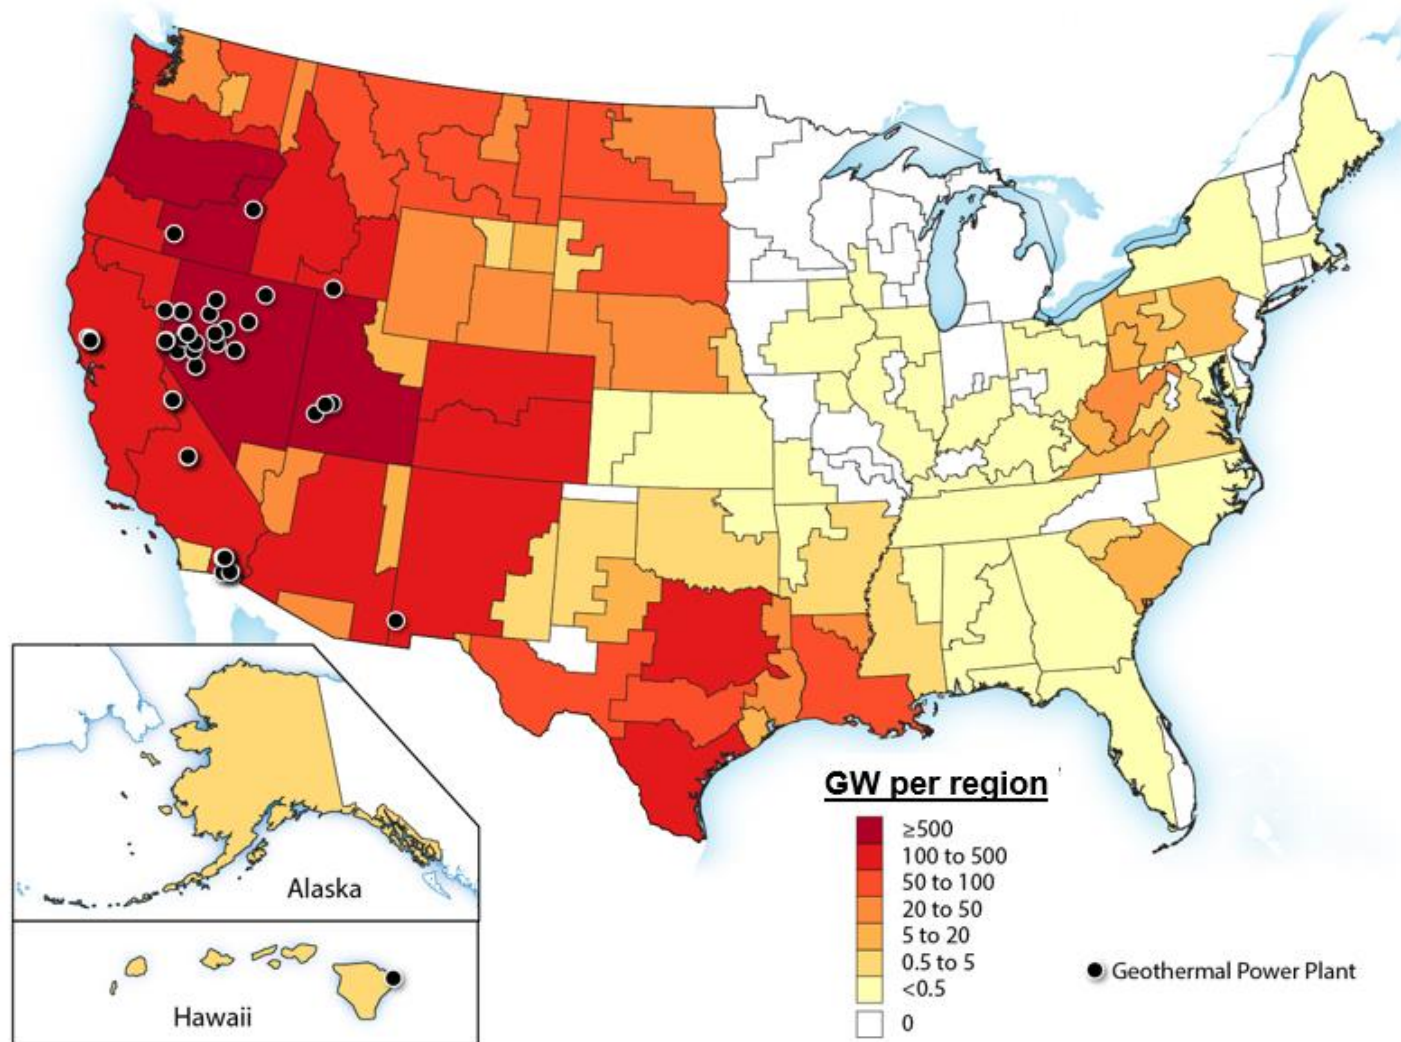 GW per region
≥500
100 to 500
50 to 100
20 to 50
5 to 20
0.5 to 5
<0.5
0
Geothermal Power Plant
Alaska
Hawaii